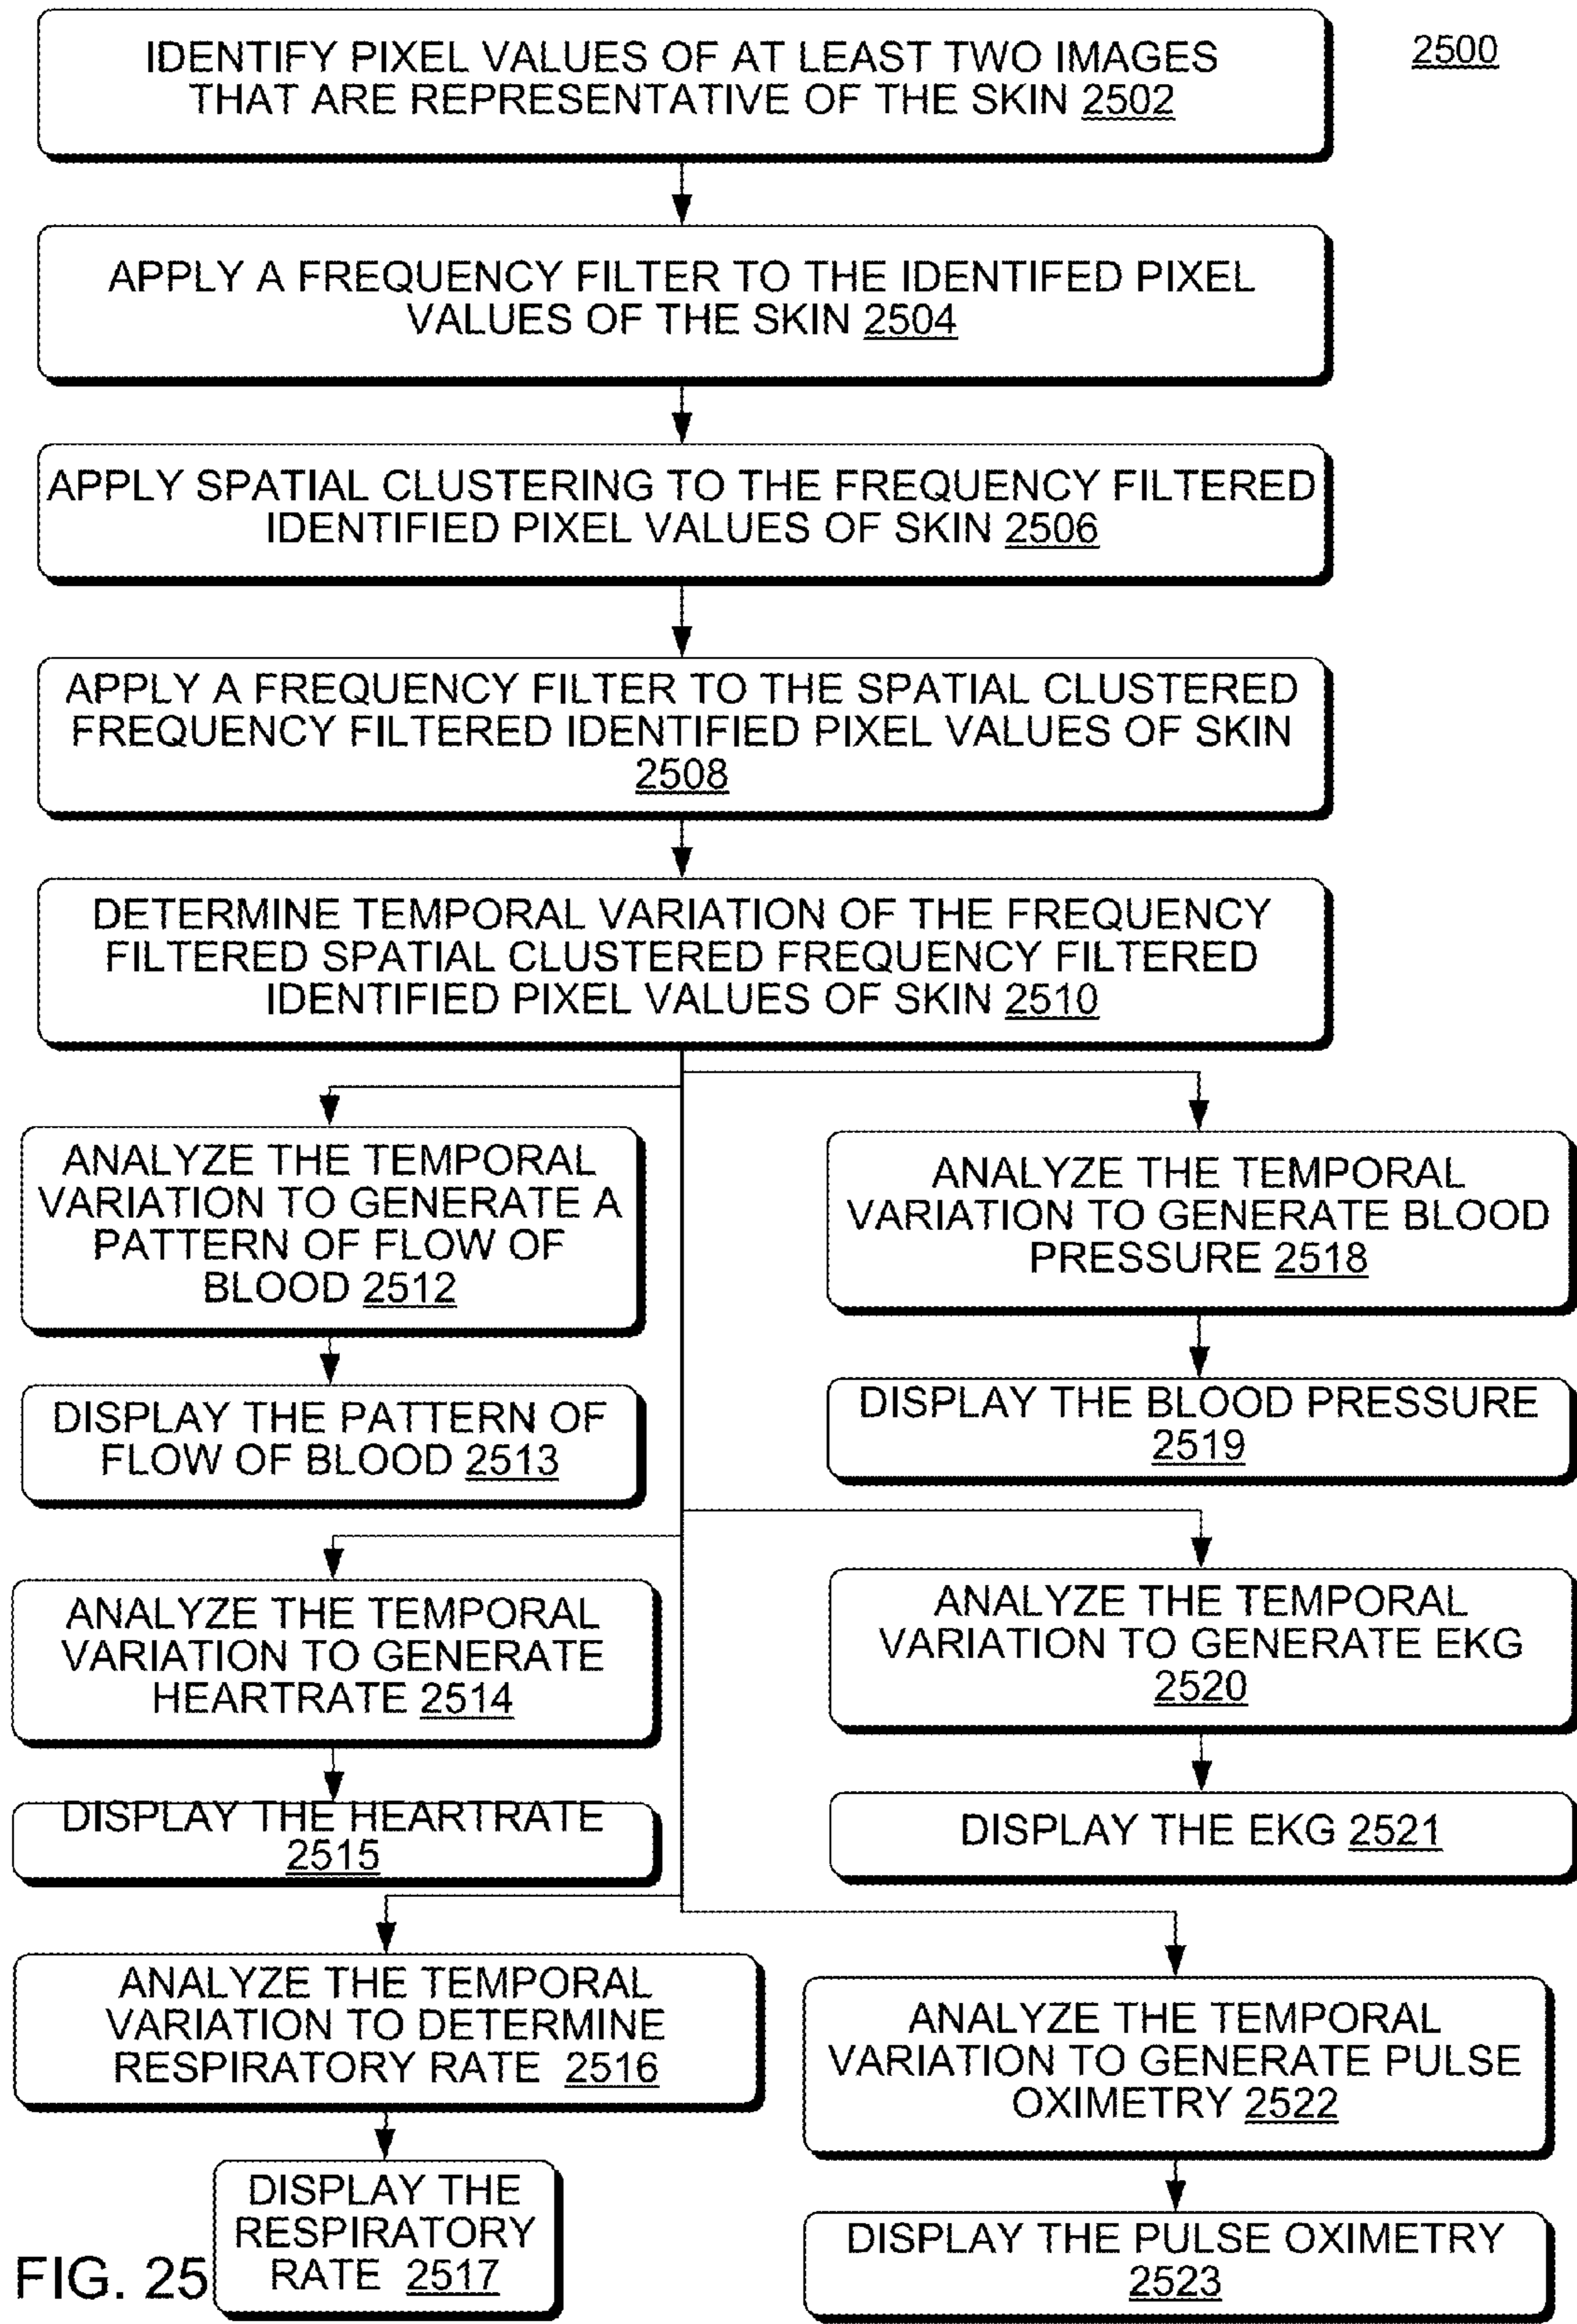 IDENTIFY PIXEL VALUES OF AT LEAST TWO IMAGES
THAT ARE REPRESENTATIVE OF THE SKIN 2502
2500
APPLY A FREQUENCY FILTER TO THE IDENTIFED PIXEL
VALUES OF THE SKIN 2504
APPLY SPATIAL CLUSTERING TO THE FREQUENCY FILTERED
IDENTIFIED PIXEL VALUES OF SKIN 2506
APPLY A FREQUENCY FILTER TO THE SPATIAL CLUSTERED
FREQUENCY FILTERED IDENTIFIED PIXEL VALUES OF SKIN
2508
DETERMINE TEMPORAL VARIATION OF THE FREQUENCY
FILTERED SPATIAL CLUSTERED FREQUENCY FILTERED
IDENTIFIED PIXEL VALUES OF SKIN 2510
ANALYZE THE TEMPORAL
VARIATION TO GENERATE A
PATTERN OF FLOW OF
BLOOD 2512
DISPLAY THE PATTERN OF
FLOW OF BLOOD 2513
ANALYZE THE TEMPORAL
VARIATION TO GENERATE BLOOD
PRESSURE 2518
DISPLAY THE BLOOD PRESSURE
2519
ANALYZE THE TEMPORAL
VARIATION TO GENERATE
HEARTRATE 2514
DISPLAY THE HEARTRATE
2515
ANALYZE THE TEMPORAL
VARIATION TO GENERATE EKG
2520
DISPLAY THE EKG 2521
ANALYZE THE TEMPORAL
VARIATION TO DETERMINE
RESPIRATORY RATE 2516
DISPLAY THE
RESPIRATORY
RATE 2517
ANALYZE THE TEMPORAL
VARIATION TO GENERATE PULSE
OXIMETRY 2522
DISPLAY THE PULSE OXIMETRY
2523
FIG. 25